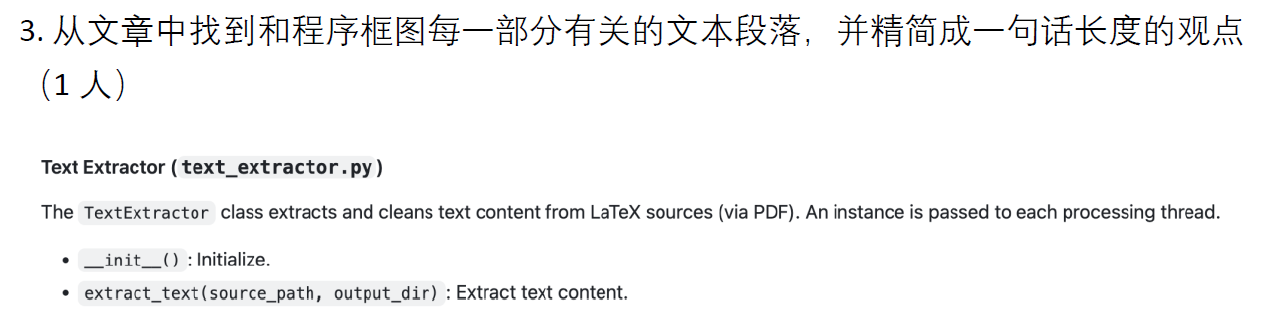 3. 从文章中找到和程序框图每一部分有关的文本段落，并精简成一句话长度的观点
（1 人）
Text Extractor (text_extractor.py)
The TextExtractor class extracts and cleans text content from LaTeX sources (via PDF). An instance is passed to each processing thread.
• __init__() : Initialize.
• extract_text(source_path, output_dir) : Extract text content.